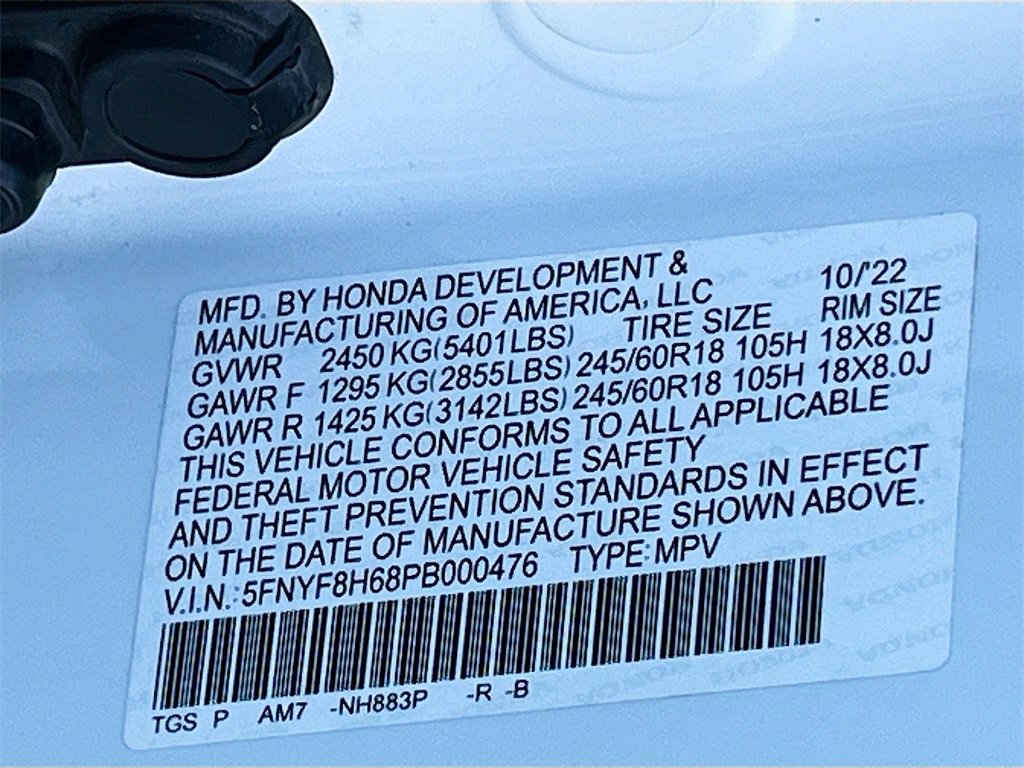 MFD. BY HONDA DEVELOPMENT &
MANUFACTURING OF AMERICA, LLC 10/'22
GVWR 2450 KG(5401LBS) TIRE SIZE RIM SIZE
GAWR F 1295 KG(2855LBS) 245/60R18 105H 18X8.0J
GAWR R 1425 KG(3142LBS) 245/60R18 105H 18X8.0J
THIS VEHICLE CONFORMS TO ALL APPLICABLE
FEDERAL MOTOR VEHICLE SAFETY
AND THEFT PREVENTION STANDARDS IN EFFECT
ON THE DATE OF MANUFACTURE SHOWN ABOVE.
V.I.N.:5FNYF8H68PB000476 TYPE:MPV
TGS P AM7 -NH883P -R -B